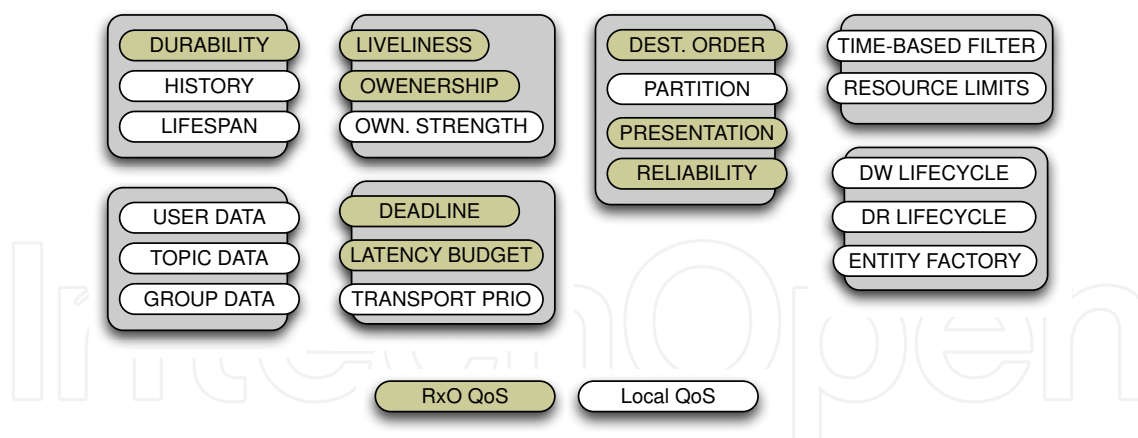 DURABILITY
HISTORY
LIFESPAN
LIVELINESS
OWENERSHIP
OWN. STRENGTH
DEST. ORDER
PARTITION
PRESENTATION
RELIABILITY
TIME-BASED FILTER
RESOURCE LIMITS
USER DATA
TOPIC DATA
GROUP DATA
DEADLINE
LATENCY BUDGET
TRANSPORT PRIO
DW LIFECYCLE
DR LIFECYCLE
ENTITY FACTORY
IntechOpen
RxO QoS
Local QoS